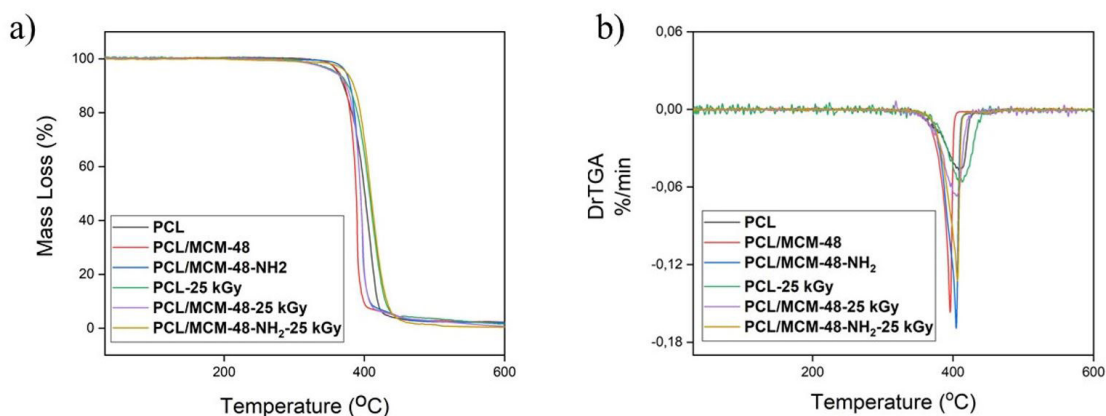 a)
Mass Loss (%)
100
80
60
40
20
0
PCL
PCL/MCM-48
PCL/MCM-48-NH2
PCL-25 kGy
PCL/MCM-48-25 kGy
PCL/MCM-48-NH₂-25 kGy
200
400
600
Temperature (⁰C)
b)
DrTGA
%/min
0,06
0,00
-0,06
-0,12
-0,18
PCL
PCL/MCM-48
PCL/MCM-48-NH₂
PCL-25 kGy
PCL/MCM-48-25 kGy
PCL/MCM-48-NH₂-25 kGy
200
400
600
Temperature (°C)